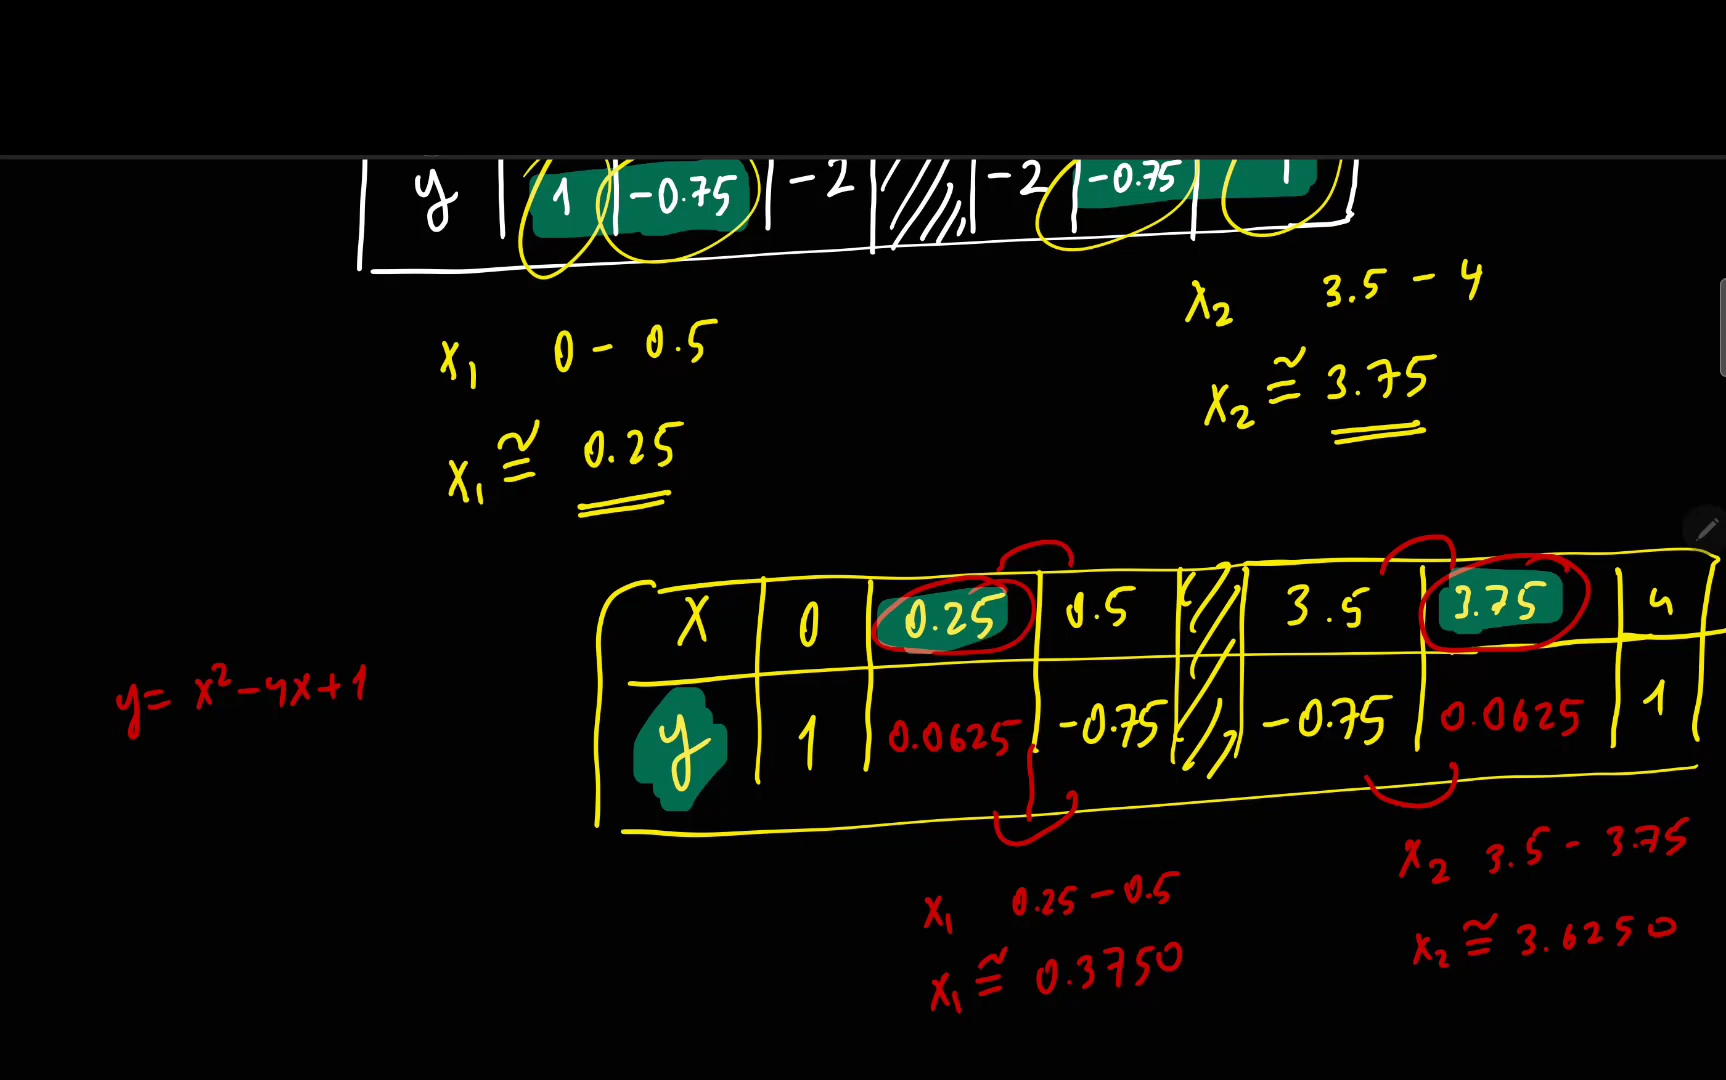 y 1 -0.75 -2 -2 -0.75 1
x₁ 0 - 0.5
x₂ 3.5 - 4
x₁ ≅ 0.25
x₂ ≅ 3.75
y = x² - 4x + 1
X 0 0.25 0.5 3.5 3.75 4
y 1 0.0625 -0.75 -0.75 0.0625 1
x₁ 0.25 - 0.5
x₁ ≅ 0.3750
x₂ 3.5 - 3.75
x₂ ≅ 3.6250